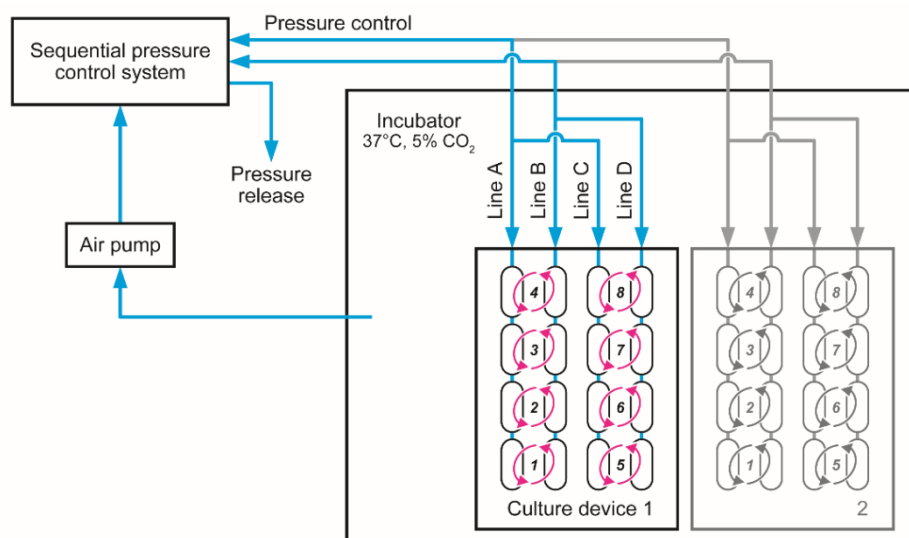 Pressure control
Sequential pressure
control system
Incubator
37°C, 5% CO₂
Pressure
release
Air pump
Line A
Line B
Line C
Line D
4 8 4 8
3 7 3 7
2 6 2 6
1 5 1 5
Culture device 1 2